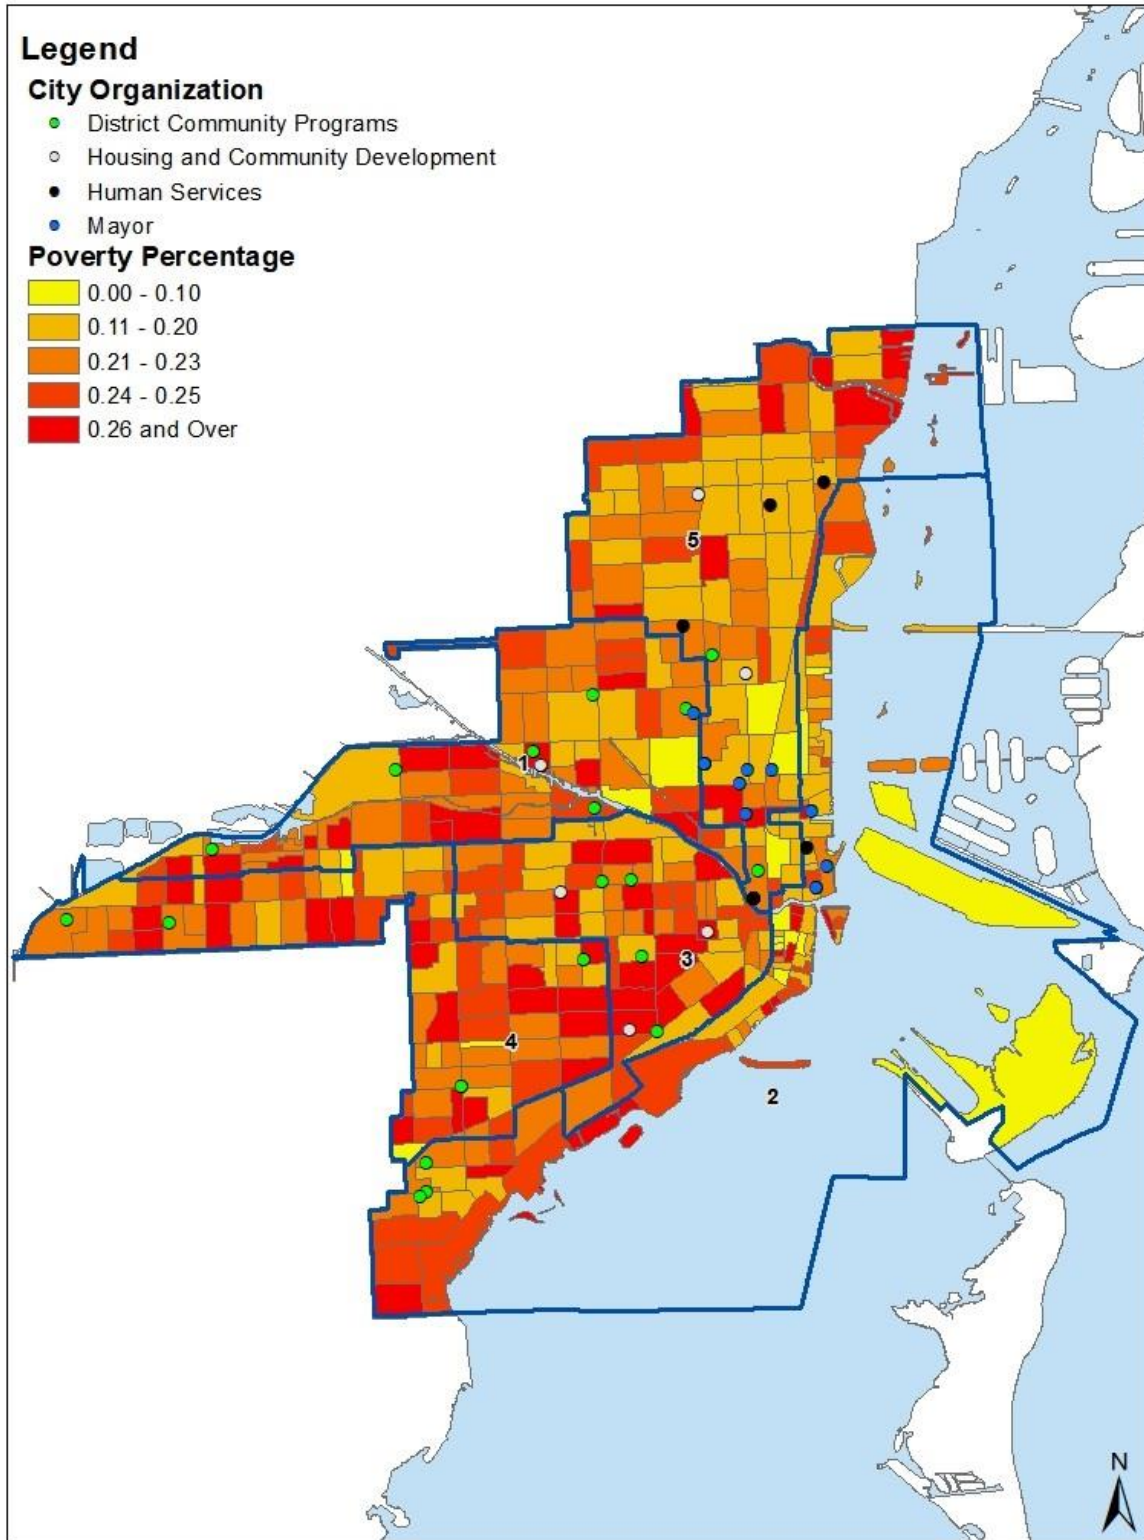 Legend
City Organization
District Community Programs
Housing and Community Development
Human Services
Mayor
Poverty Percentage
0.00 - 0.10
0.11 - 0.20
0.21 - 0.23
0.24 - 0.25
0.26 and Over
5
1
3
4
2
N